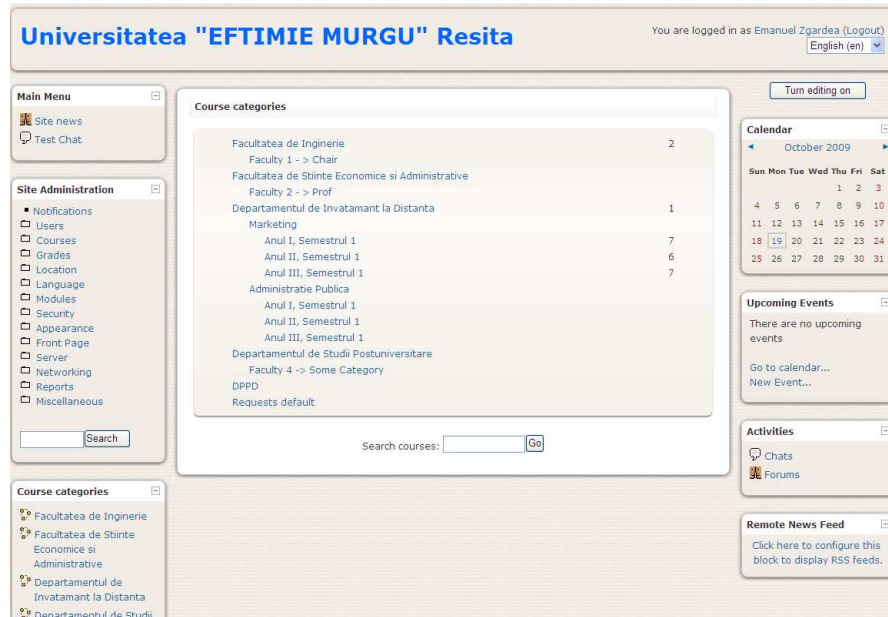 Universitatea "EFTIMIE MURGU" Resita
You are logged in as Emanuel Zgardea (Logout)
English (en)
Main Menu
Site news
Test Chat
Site Administration
Notifications
Users
Courses
Grades
Location
Language
Modules
Security
Appearance
Front Page
Server
Networking
Reports
Miscellaneous
Search
Course categories
Facultatea de Inginerie
Facultatea de Stiinte
Economice si
Administrative
Departamentul de
Invatamant la Distanta
Departamentul de Studii
Course categories
Facultatea de Inginerie 2
Faculty 1 - > Chair
Facultatea de Stiinte Economice si Administrative
Faculty 2 - > Prof
Departamentul de Invatamant la Distanta 1
Marketing
Anul I, Semestrul 1 7
Anul II, Semestrul 1 6
Anul III, Semestrul 1 7
Administratie Publica
Anul I, Semestrul 1
Anul II, Semestrul 1
Anul III, Semestrul 1
Departamentul de Studii Postuniversitare
Faculty 4 -> Some Category
DPPD
Requests default
Search courses: Go
Turn editing on
Calendar
October 2009
Sun Mon Tue Wed Thu Fri Sat
1 2 3
4 5 6 7 8 9 10
11 12 13 14 15 16 17
18 19 20 21 22 23 24
25 26 27 28 29 30 31
Upcoming Events
There are no upcoming
events
Go to calendar...
New Event...
Activities
Chats
Forums
Remote News Feed
Click here to configure this
block to display RSS feeds.